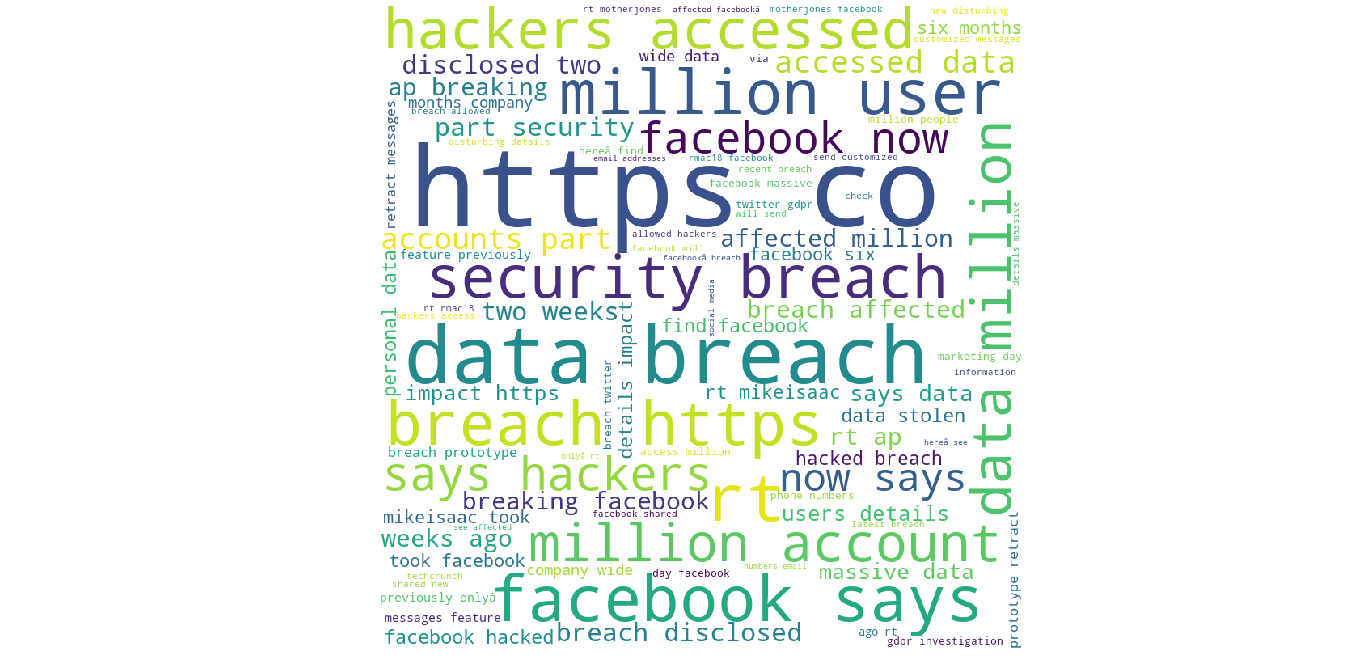 rt motherjones
affected facebookâ
motherjones facebook
new disturbing
hackers accessed
six months
customized messages
disclosed two
wide data
via
accessed data
ap breaking
million user
months company
breach allowed
retract messages
part security
facebook now
million people
disturbing details
hereâ find
email addresses
rmac18 facebook
send customized
recent breach
facebook massive
https co
check
twitter gdpr
will send
data million
details massive
accounts part
allowed hackers
affected million
facebook will
feature previously
facebookâ breach
facebook six
personal data
security breach
social media
rt rmac18
hackers access
two weeks
breach affected
details impact
find facebook
data breach
marketing day
breach twitter
information
impact https
rt mikeisaac
says data
breach https
data stolen
rt ap
hereâ see
breach prototype
onlyâ rt
access million
hacked breach
says hackers
rt
now says
breaking facebook
phone numbers
mikeisaac took
facebook shared
users details
see affected
latest breach
prototype retract
weeks ago
million account
took facebook
techcrunch
company wide
day facebook
numbers email
massive data
shared new
previously onlyâ
facebook says
messages feature
facebook hacked
breach disclosed
ago rt
gdpr investigation